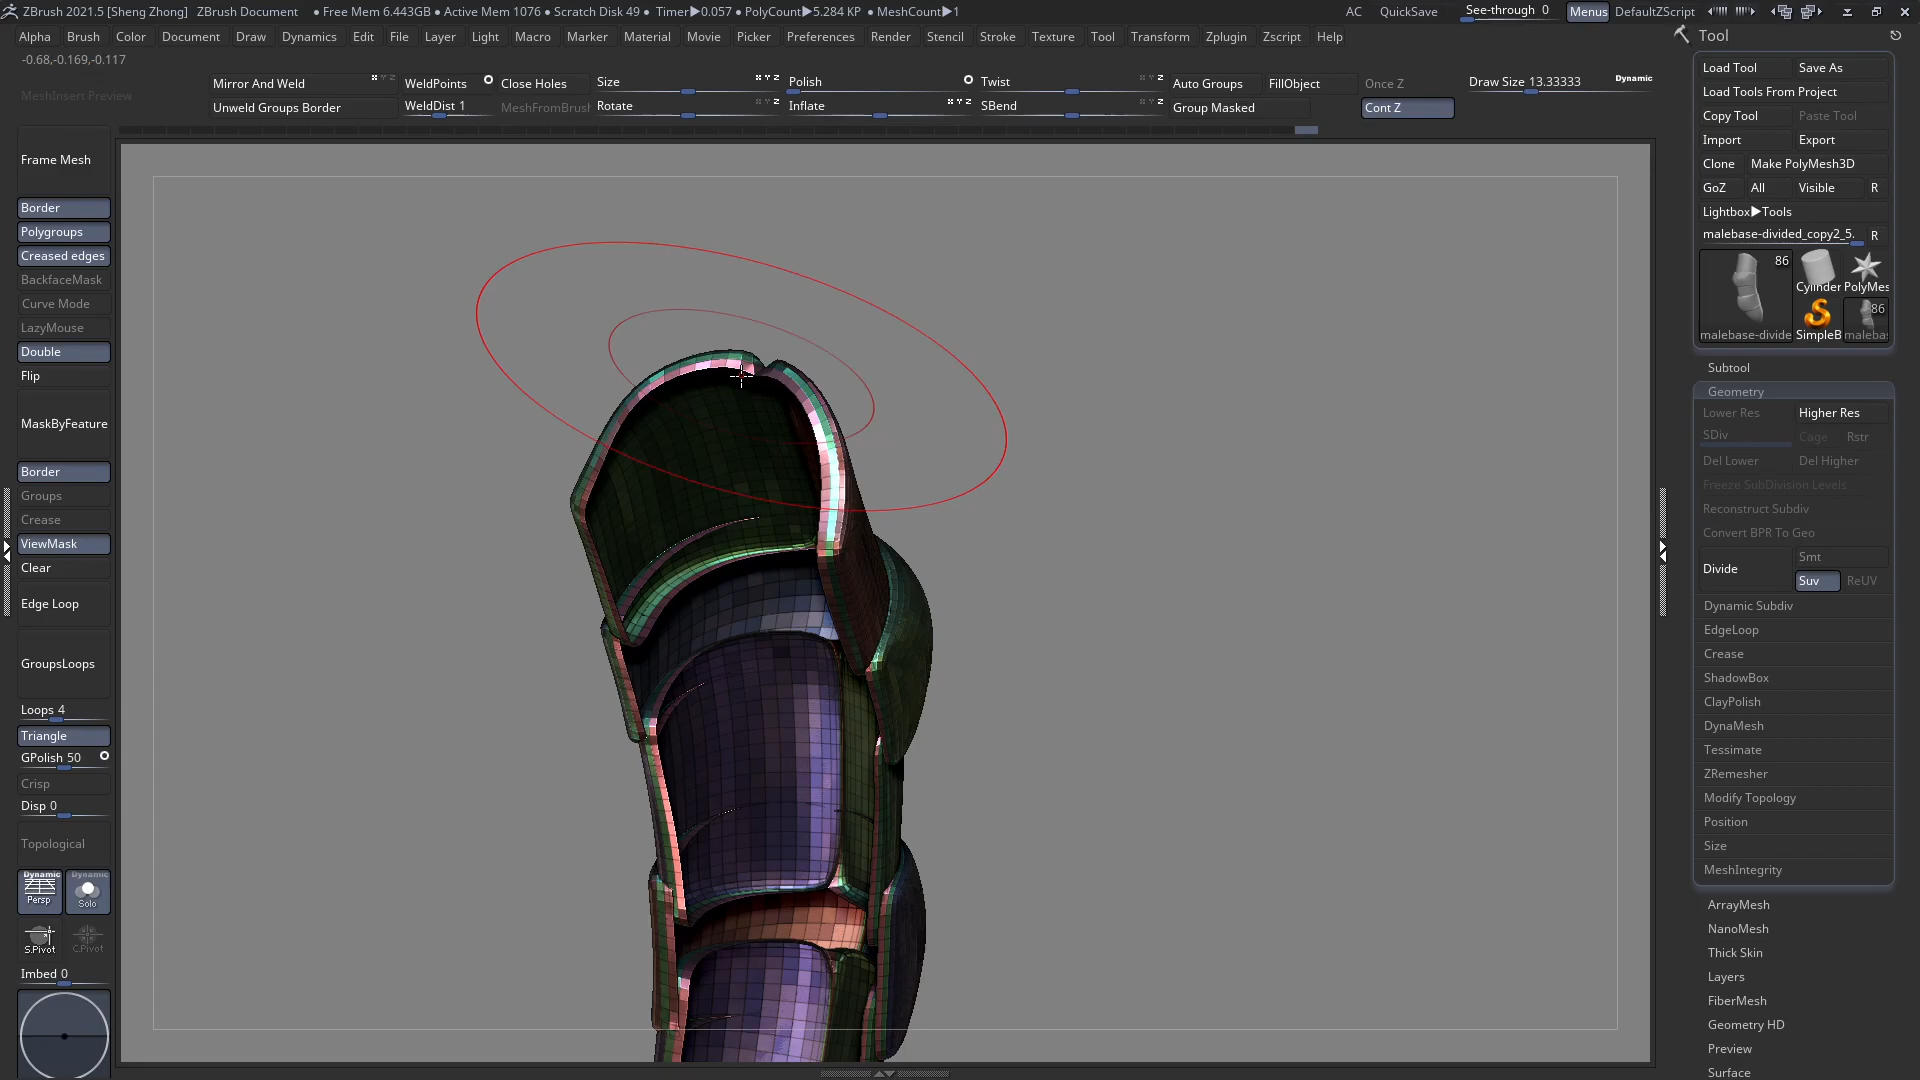 ZBrush 2021.5 [Sheng Zhong] ZBrush Document • Free Mem 6.443GB • Active Mem 1076 • Scratch Disk 49 • Timer▶0.057 • PolyCount▶5.284 KP • MeshCount▶1 AC QuickSave See-through 0 Menus DefaultZScript
Alpha Brush Color Document Draw Dynamics Edit File Layer Light Macro Marker Material Movie Picker Preferences Render Stencil Stroke Texture Tool Transform Zplugin Zscript Help
-0.68,-0.169,-0.117
MeshInsert Preview
Mirror And Weld WeldPoints Close Holes Size Polish Twist Auto Groups FillObject Once Z Draw Size 13.33333 Dynamic
Unweld Groups Border WeldDist 1 MeshFromBrush Rotate Inflate SBend Group Masked Cont Z
Frame Mesh
Border
Polygroups
Creased edges
BackfaceMask
Curve Mode
LazyMouse
Double
Flip
MaskByFeature
Border
Groups
Crease
ViewMask
Clear
Edge Loop
GroupsLoops
Loops 4
Triangle
GPolish 50
Crisp
Disp 0
Topological
Dynamic Dynamic
Persp Solo
S.Pivot C.Pivot
Imbed 0
Tool
Load Tool Save As
Load Tools From Project
Copy Tool Paste Tool
Import Export
Clone Make PolyMesh3D
GoZ All Visible R
Lightbox▶Tools
malebase-divided_copy2_5. R
86
Cylinder PolyMes
86
malebase-divide SimpleB malebas
Subtool
Geometry
Lower Res Higher Res
SDiv Cage Rstr
Del Lower Del Higher
Freeze SubDivision Levels
Reconstruct Subdiv
Convert BPR To Geo
Divide Smt
Suv ReUV
Dynamic Subdiv
EdgeLoop
Crease
ShadowBox
ClayPolish
DynaMesh
Tessimate
ZRemesher
Modify Topology
Position
Size
MeshIntegrity
ArrayMesh
NanoMesh
Thick Skin
Layers
FiberMesh
Geometry HD
Preview
Surface